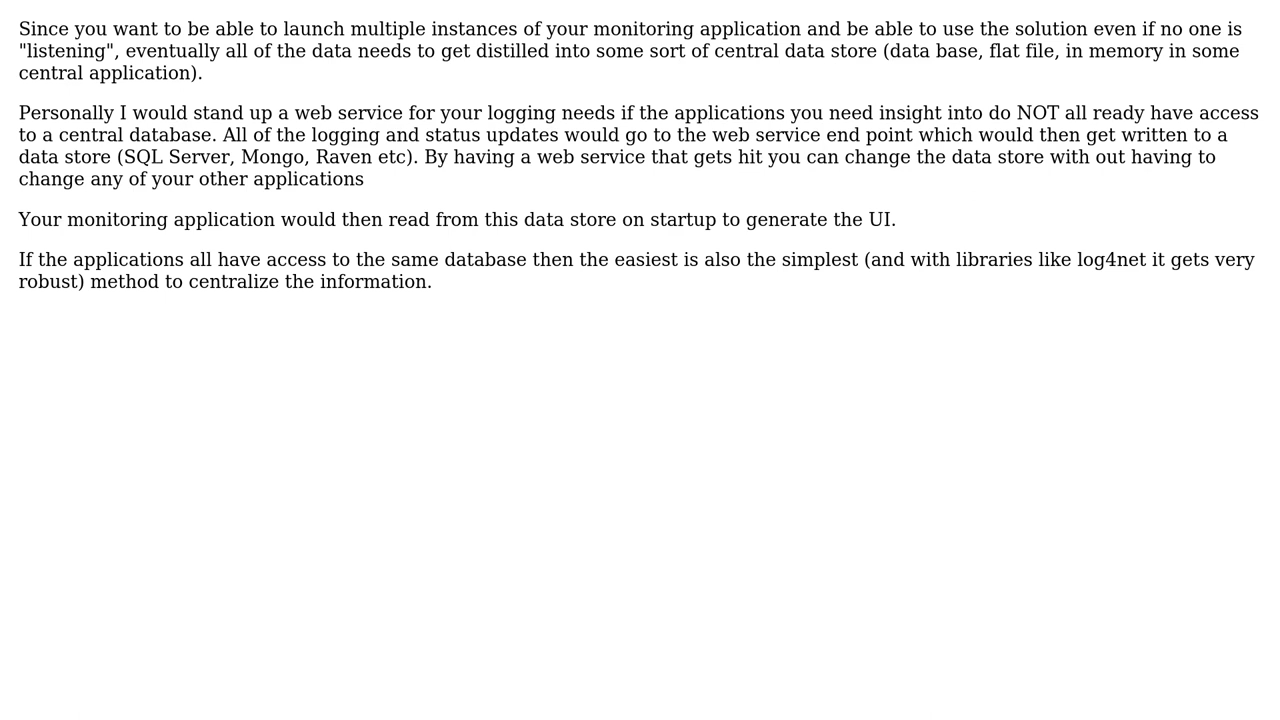 Since you want to be able to launch multiple instances of your monitoring application and be able to use the solution even if no one is
"listening", eventually all of the data needs to get distilled into some sort of central data store (data base, flat file, in memory in some
central application).
Personally I would stand up a web service for your logging needs if the applications you need insight into do NOT all ready have access
to a central database. All of the logging and status updates would go to the web service end point which would then get written to a
data store (SQL Server, Mongo, Raven etc). By having a web service that gets hit you can change the data store with out having to
change any of your other applications
Your monitoring application would then read from this data store on startup to generate the UI.
If the applications all have access to the same database then the easiest is also the simplest (and with libraries like log4net it gets very
robust) method to centralize the information.